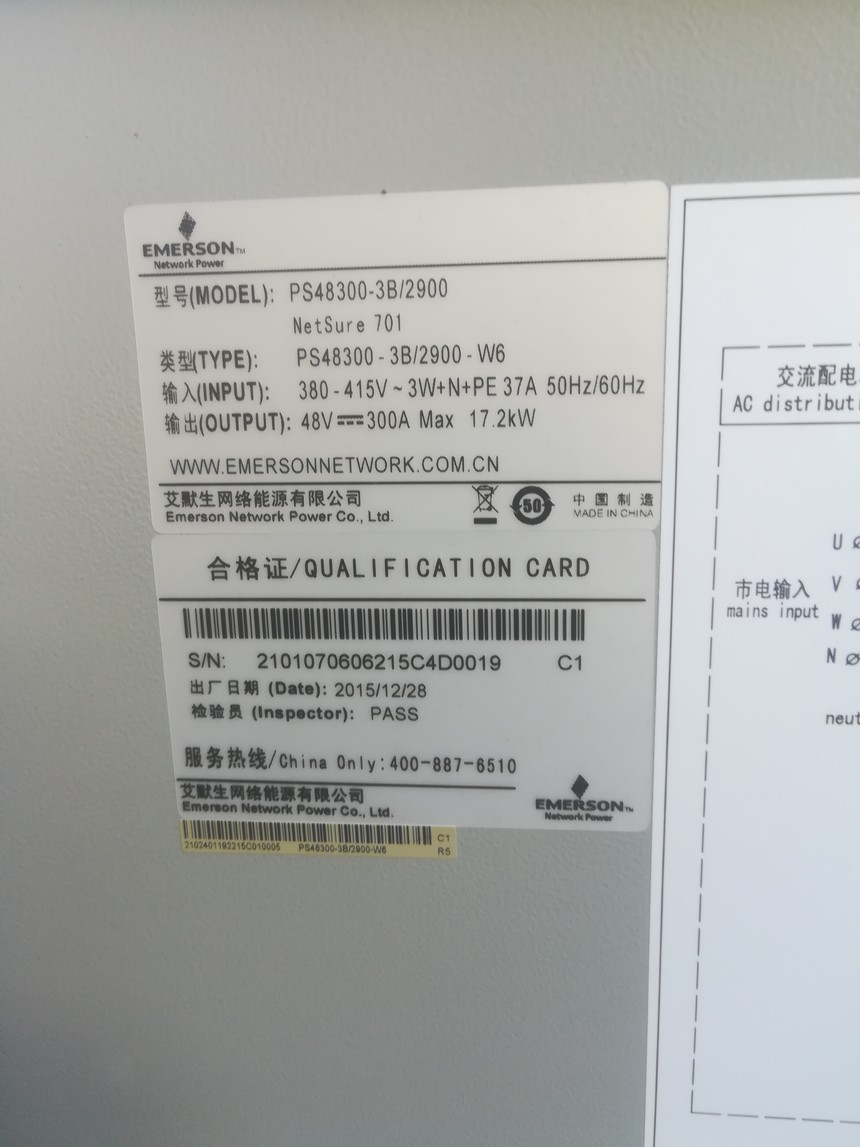 EMERSON™
Network Power
型号(MODEL): PS48300-3B/2900
NetSure 701
类型(TYPE): PS48300-3B/2900-W6
输入(INPUT): 380-415V~3W+N+PE 37A 50Hz/60Hz
输出(OUTPUT): 48V⎓300A Max 17.2kW
WWW.EMERSONNETWORK.COM.CN
艾默生网络能源有限公司
Emerson Network Power Co., Ltd.
50
中国制造
MADE IN CHINA
合格证/QUALIFICATION CARD
S/N: 2101070606215C4D0019 C1
出厂日期 (Date): 2015/12/28
检验员 (Inspector): PASS
服务热线/China Only:400-887-6510
艾默生网络能源有限公司
Emerson Network Power Co., Ltd.
EMERSON™
Network Power
2102401192215C010005 PS48300-3B/2900-W6
C1
R5
交流配电
AC distributi
市电输入
mains input
U
V
W
N
neut